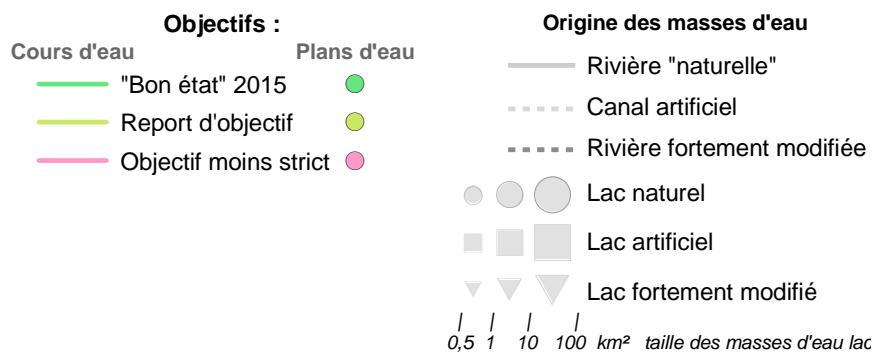 Objectifs :
Cours d'eau Plans d'eau
"Bon état" 2015
Report d'objectif
Objectif moins strict
Origine des masses d'eau
Rivière "naturelle"
Canal artificiel
Rivière fortement modifiée
Lac naturel
Lac artificiel
Lac fortement modifié
0,5 1 10 100 km² taille des masses d'eau lac